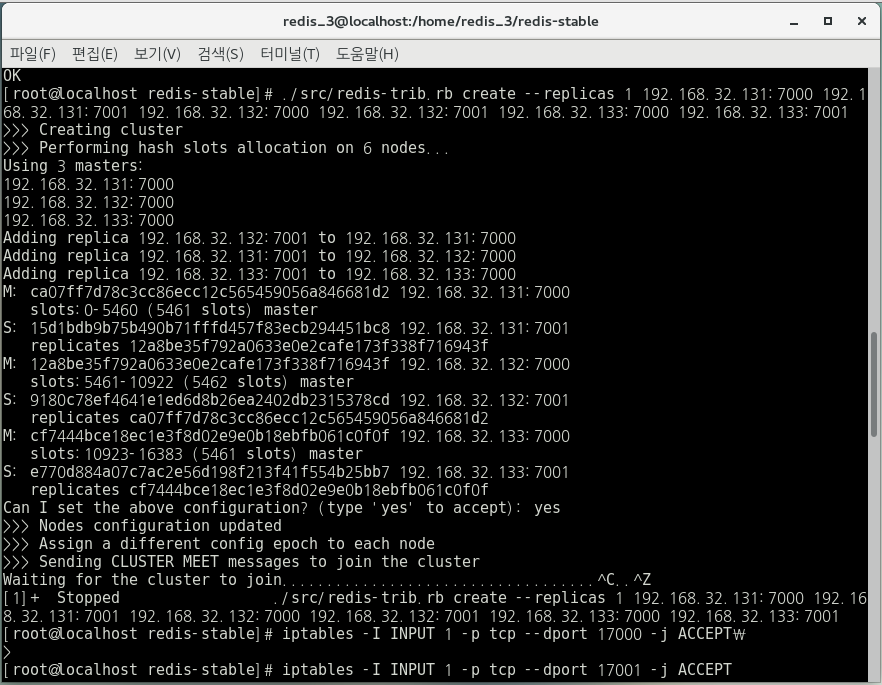 redis_3@localhost:/home/redis_3/redis-stable
파일(F) 편집(E) 보기(V) 검색(S) 터미널(T) 도움말(H)
OK
[root@localhost redis-stable]# ./src/redis-trib.rb create --replicas 1 192.168.32.131:7000 192.1
68.32.131:7001 192.168.32.132:7000 192.168.32.132:7001 192.168.32.133:7000 192.168.32.133:7001
>>> Creating cluster
>>> Performing hash slots allocation on 6 nodes...
Using 3 masters:
192.168.32.131:7000
192.168.32.132:7000
192.168.32.133:7000
Adding replica 192.168.32.132:7001 to 192.168.32.131:7000
Adding replica 192.168.32.131:7001 to 192.168.32.132:7000
Adding replica 192.168.32.133:7001 to 192.168.32.133:7000
M: ca07ff7d78c3cc86ecc12c565459056a846681d2 192.168.32.131:7000
   slots:0-5460 (5461 slots) master
S: 15d1bdb9b75b490b71fffd457f83ecb294451bc8 192.168.32.131:7001
   replicates 12a8be35f792a0633e0e2cafe173f338f716943f
M: 12a8be35f792a0633e0e2cafe173f338f716943f 192.168.32.132:7000
   slots:5461-10922 (5462 slots) master
S: 9180c78ef4641e1ed6d8b26ea2402db2315378cd 192.168.32.132:7001
   replicates ca07ff7d78c3cc86ecc12c565459056a846681d2
M: cf7444bce18ec1e3f8d02e9e0b18ebfb061c0f0f 192.168.32.133:7000
   slots:10923-16383 (5461 slots) master
S: e770d884a07c7ac2e56d198f213f41f554b25bb7 192.168.32.133:7001
   replicates cf7444bce18ec1e3f8d02e9e0b18ebfb061c0f0f
Can I set the above configuration? (type 'yes' to accept): yes
>>> Nodes configuration updated
>>> Assign a different config epoch to each node
>>> Sending CLUSTER MEET messages to join the cluster
Waiting for the cluster to join...................................^C..^Z
[1]+  Stopped                 ./src/redis-trib.rb create --replicas 1 192.168.32.131:7000 192.16
8.32.131:7001 192.168.32.132:7000 192.168.32.132:7001 192.168.32.133:7000 192.168.32.133:7001
[root@localhost redis-stable]# iptables -I INPUT 1 -p tcp --dport 17000 -j ACCEPT₩
>
[root@localhost redis-stable]# iptables -I INPUT 1 -p tcp --dport 17001 -j ACCEPT